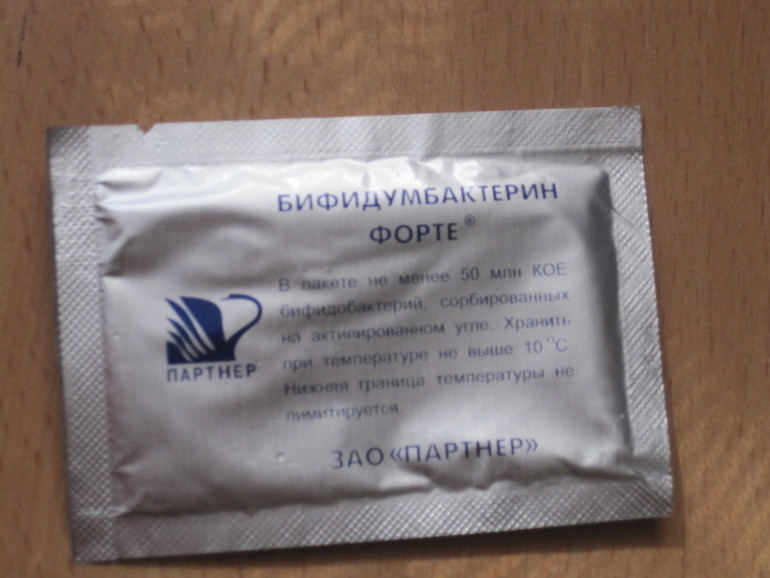 БИФИДУМБАКТЕРИН
ФОРТЕ®
В пакете не менее 50 млн КОЕ
бифидобактерий, сорбированных
на активированном угле. Хранить
при температуре не выше 10 °С
Нижняя граница температуры не
лимитируется.
ПАРТНЕР
ЗАО «ПАРТНЕР»